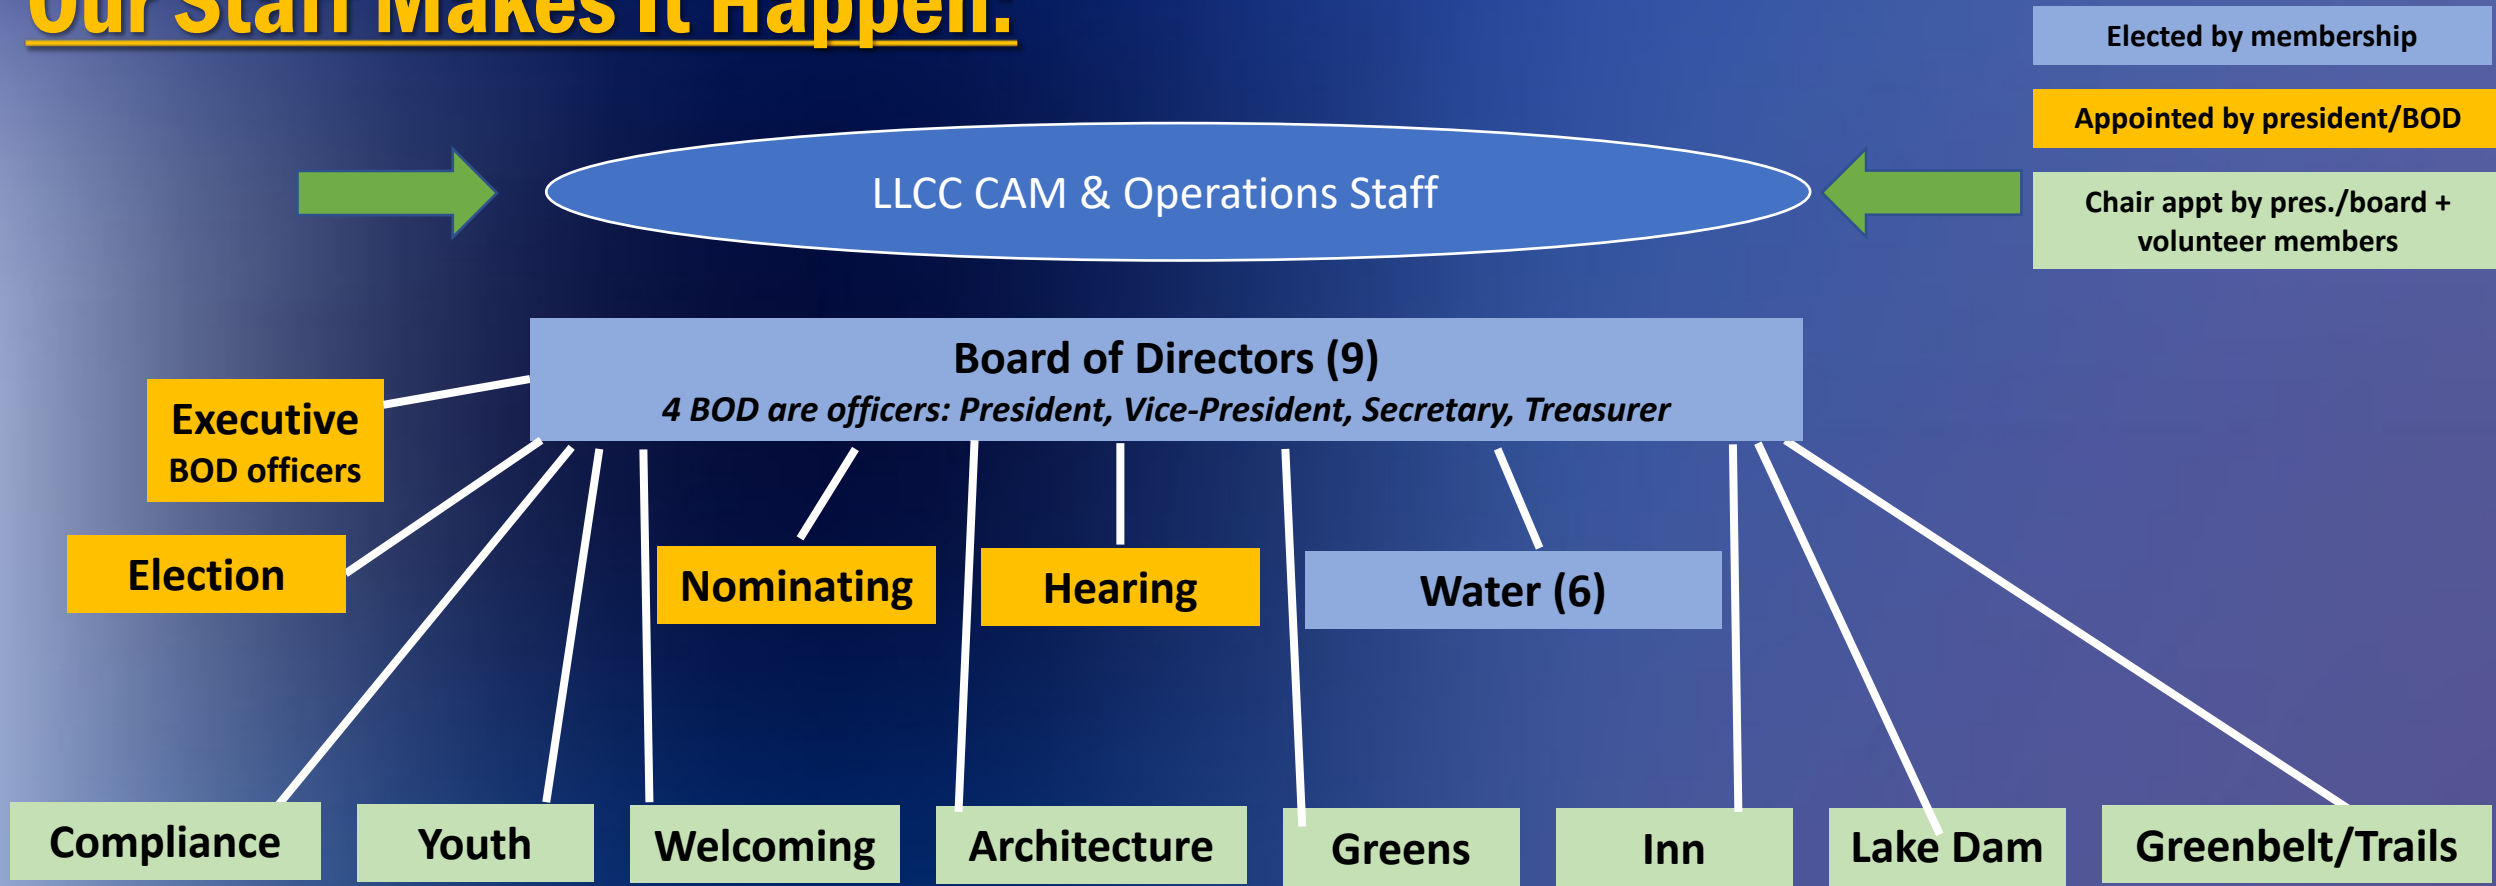 Our Staff Makes It Happen:
Elected by membership
Appointed by president/BOD
Chair appt by pres./board +
volunteer members
LLCC CAM & Operations Staff
Board of Directors (9)
4 BOD are officers: President, Vice-President, Secretary, Treasurer
Executive
BOD officers
Election
Nominating
Hearing
Water (6)
Compliance
Youth
Welcoming
Architecture
Greens
Inn
Lake Dam
Greenbelt/Trails